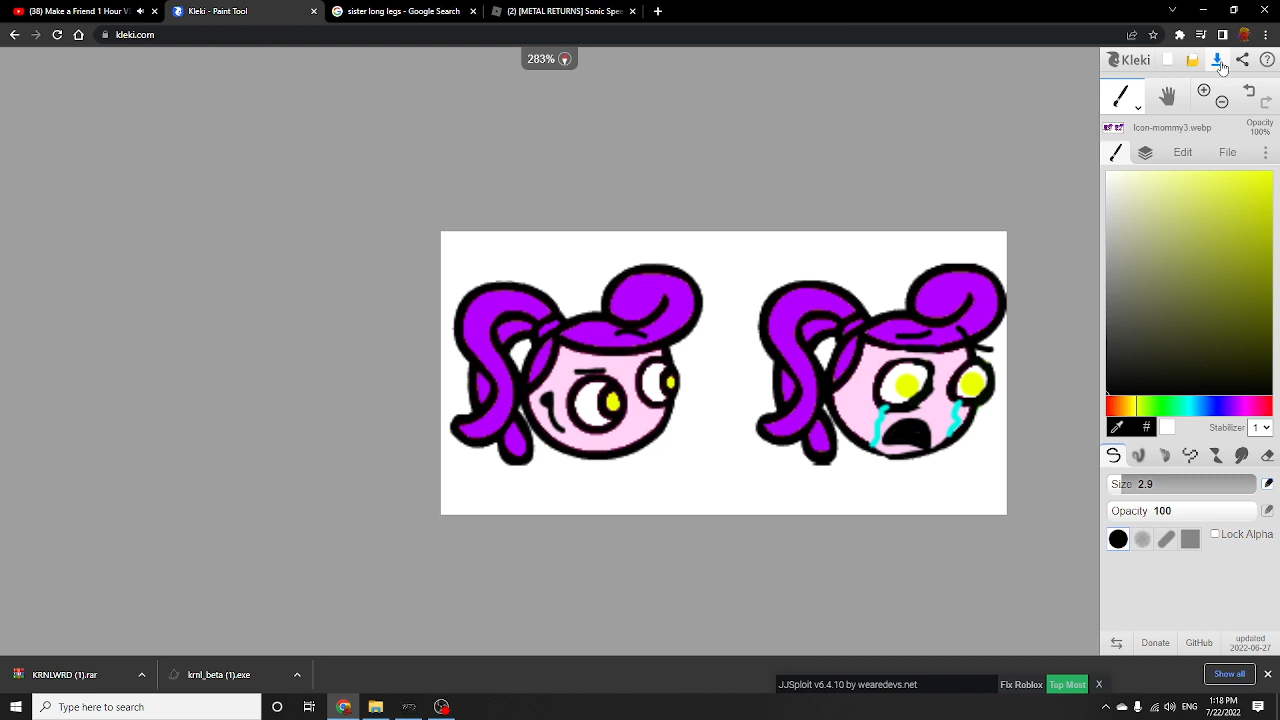 (38) Make a Friend 1 Hour V
Kleki - Paint Tool
sister long legs - Google Search
(2) [METAL RETURNS] Sonic Spe
kleki.com
283%
Kleki
Icon-mommy3.webp
Opacity
100%
Edit
File
#
Stabilizer
1
Size 2.9
Opacity 100
Lock Alpha
Donate
GitHub
updated
2022-06-27
KRNLWRD (1).rar
krnl_beta (1).exe
Show all
JJSploit v6.4.10 by wearedevs.net
Fix Roblox
Top Most
X
Type here to search
1:18 PM
7/22/2022